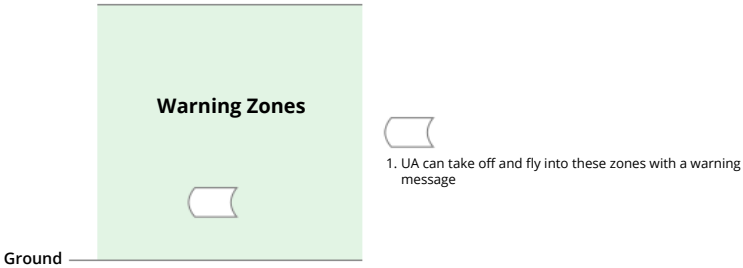 Warning Zones
1. UA can take off and fly into these zones with a warning
message
Ground